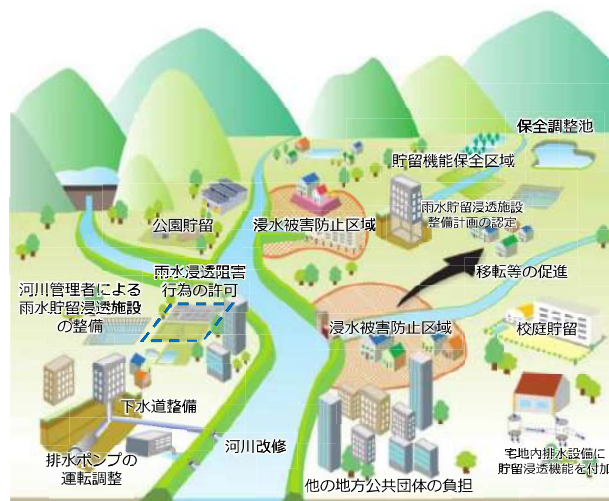 保全調整池
貯留機能保全区域
雨水貯留浸透施設
整備計画の認定
公園貯留
浸水被害防止区域
雨水浸透阻害
行為の許可
移転等の促進
河川管理者による
雨水貯留浸透施設
の整備
浸水被害防止区域
校庭貯留
下水道整備
河川改修
排水ポンプの
運転調整
宅地内排水設備に
貯留浸透機能を付加
他の地方公共団体の負担